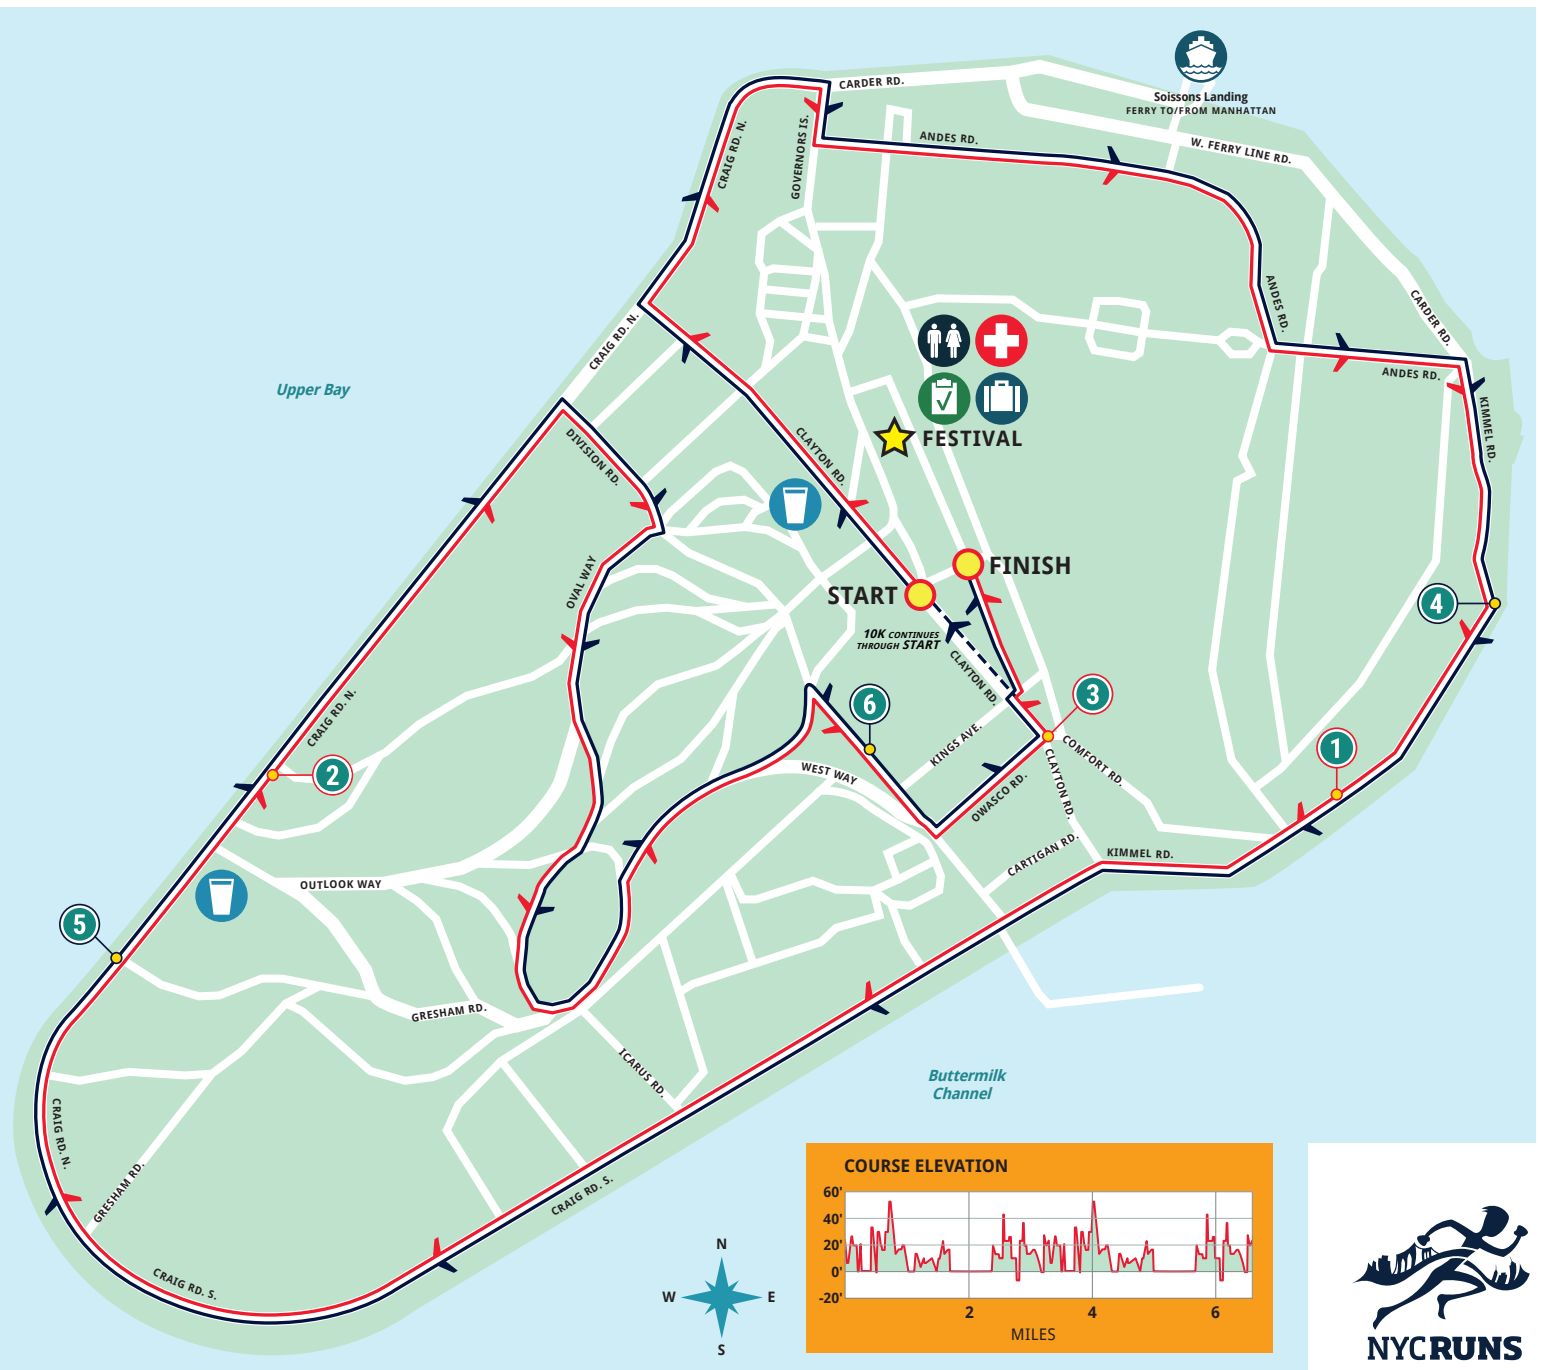 Soissons Landing
FERRY TO/FROM MANHATTAN
CARDER RD.
ANDES RD.
W. FERRY LINE RD.
CRAIG RD. N.
GOVERNORS IS.
ANDES RD.
CARDER RD.
CRAIG RD. N.
ANDES RD.
KIMMEL RD.
Upper Bay
DIVISION RD.
CLAYTON RD.
FESTIVAL
FINISH
START
OVAL WAY
10K CONTINUES
THROUGH START
CLAYTON RD.
4
CRAIG RD. N.
6
3
KINGS AVE.
COMFORT RD.
1
2
WEST WAY
OWASCO RD.
CLAYTON RD.
CARTIGAN RD.
KIMMEL RD.
OUTLOOK WAY
5
GRESHAM RD.
ICARUS RD.
Buttermilk
Channel
CRAIG RD. N.
GRESHAM RD.
CRAIG RD. S.
CRAIG RD. S.
N
W
E
S
COURSE ELEVATION
60'
40'
20'
0'
-20'
2
4
6
MILES
NYCRUNS